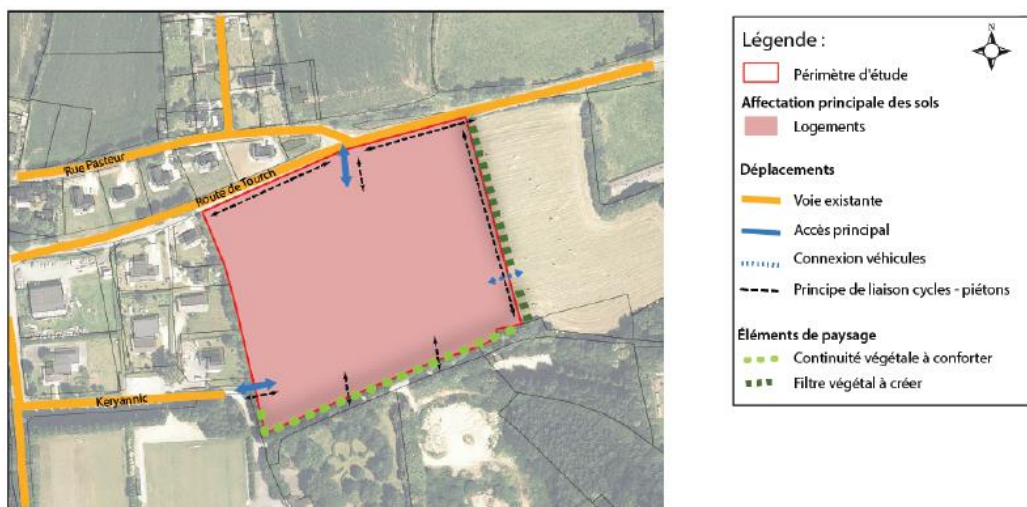 Rue Pasteur
Route de Tourch
Keryannic
Légende :
N
Périmètre d'étude
Affectation principale des sols
Logements
Déplacements
Voie existante
Accès principal
Connexion véhicules
Principe de liaison cycles - piétons
Éléments de paysage
Continuité végétale à conforter
Filtre végétal à créer